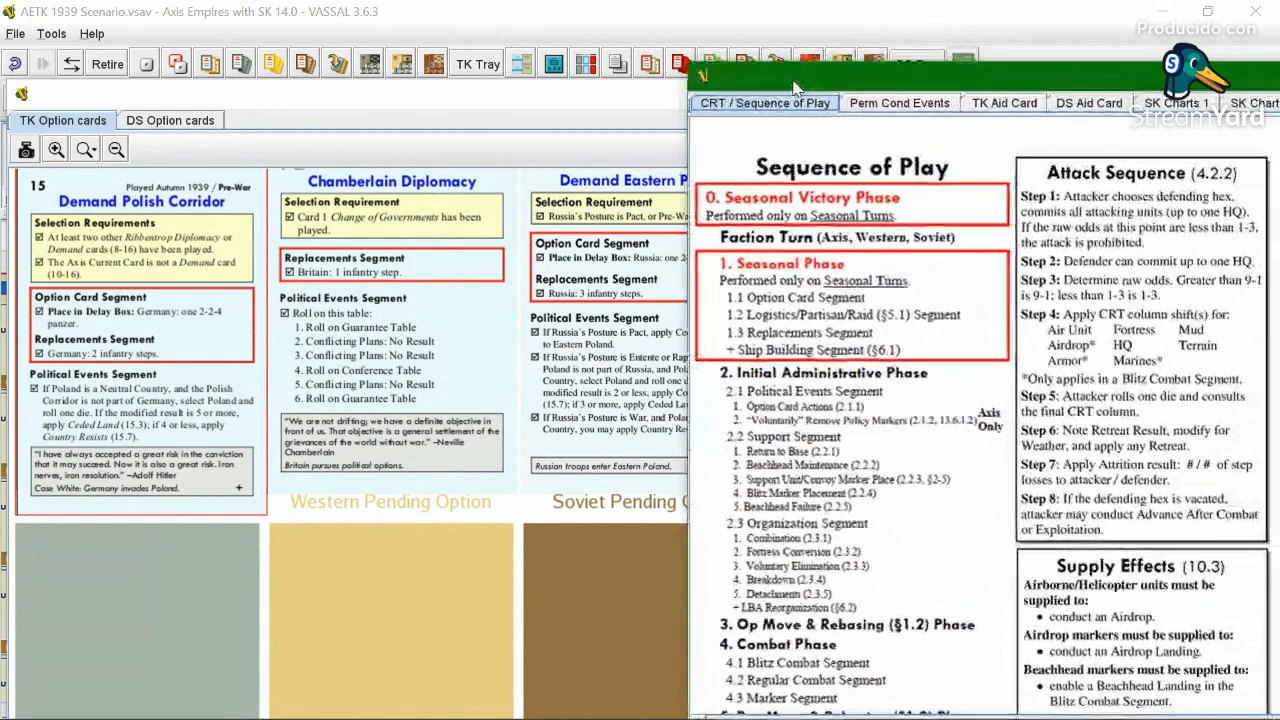 AETK 1939 Scenario.vsav - Axis Empires with SK 14.0 - VASSAL 3.6.3
File Tools Help
Producido con
StreamYard
Retire
TK Tray
TK Option cards
DS Option cards
15
Played Autumn 1939 / Pre-War
Demand Polish Corridor
Selection Requirements
At least two other Ribbentrop Diplomacy or
Demand cards (8-16) have been played.
The Axis Current Card is not a Demand card
(10-16).
Option Card Segment
Place in Delay Box: Germany: one 2-2-4
panzer.
Replacements Segment
Germany: 2 infantry steps.
Political Events Segment
If Poland is a Neutral Country, and the Polish
Corridor is not part of Germany, select Poland and
roll one die. If the modified result is 5 or more,
apply Ceded Land (15.3); if 4 or less, apply
Country Resists (15.7).
"I have always accepted a great risk in the conviction
that it may succeed. Now it is also a great risk. Iron
nerves, iron resolution." –Adolf Hitler
Case White: Germany invades Poland.
+
Chamberlain Diplomacy
Selection Requirement
Card 1 Change of Governments has been
played.
Replacements Segment
Britain: 1 infantry step.
Political Events Segment
Roll on this table:
1. Roll on Guarantee Table
2. Conflicting Plans: No Result
3. Conflicting Plans: No Result
4. Roll on Conference Table
5. Conflicting Plans: No Result
6. Roll on Guarantee Table
"We are not drifting; we have a definite objective in
front of us. That objective is a general settlement of the
grievances of the world without war." –Neville
Chamberlain
Britain pursues political options.
Western Pending Option
Demand Eastern P
Selection Requirement
Russia's Posture is Pact, or Pre-Wa
Option Card Segment
Place in Delay Box: Russia: one 2-
Replacements Segment
Russia: 3 infantry steps.
Political Events Segment
If Russia's Posture is Pact, apply C
to Eastern Poland.
If Russia's Posture is Entente or Rap
Poland is not part of Russia, and Pola
Country, select Poland and roll one d
modified result is 2 or less, apply Ced
(15.3); if 3 or more, apply Country R
(15.7).
If Russia's Posture is War, and Polan
Country, you may apply Country R
Russian troops enter Eastern Poland.
Soviet Pending O
CRT / Sequence of Play
Perm Cond Events
TK Aid Card
DS Aid Card
SK Charts 1
SK Chart
Sequence of Play
0. Seasonal Victory Phase
Performed only on Seasonal Turns.
Faction Turn (Axis, Western, Soviet)
1. Seasonal Phase
Performed only on Seasonal Turns.
1.1 Option Card Segment
1.2 Logistics/Partisan/Raid (§5.1) Segment
1.3 Replacements Segment
+ Ship Building Segment (§6.1)
2. Initial Administrative Phase
2.1 Political Events Segment
1. Option Card Actions (2.1.1)
2. "Voluntarily" Remove Policy Markers (2.1.2, 13.6.1.2)
Axis
Only
2.2 Support Segment
1. Return to Base (2.2.1)
2. Beachhead Maintenance (2.2.2)
3. Support Unit/Convoy Marker Place (2.2.3, §2-5)
4. Blitz Marker Placement (2.2.4)
5. Beachhead Failure (2.2.5)
2.3 Organization Segment
1. Combination (2.3.1)
2. Fortress Conversion (2.3.2)
3. Voluntary Elimination (2.3.3)
4. Breakdown (2.3.4)
5. Detachments (2.3.5)
+ LBA Reorganization (§6.2)
3. Op Move & Rebasing (§1.2) Phase
4. Combat Phase
4.1 Blitz Combat Segment
4.2 Regular Combat Segment
4.3 Marker Segment
Attack Sequence (4.2.2)
Step 1: Attacker chooses defending hex,
commits all attacking units (up to one HQ).
If the raw odds at this point are less than 1-3,
the attack is prohibited.
Step 2: Defender can commit up to one HQ.
Step 3: Determine raw odds. Greater than 9-1
is 9-1; less than 1-3 is 1-3.
Step 4: Apply CRT column shift(s) for:
Air Unit Fortress Mud
Airdrop* HQ Terrain
Armor* Marines*
*Only applies in a Blitz Combat Segment.
Step 5: Attacker rolls one die and consults
the final CRT column.
Step 6: Note Retreat Result, modify for
Weather, and apply any Retreat.
Step 7: Apply Attrition result: # / # of step
losses to attacker / defender.
Step 8: If the defending hex is vacated,
attacker may conduct Advance After Combat
or Exploitation.
Supply Effects (10.3)
Airborne/Helicopter units must be
supplied to:
• conduct an Airdrop.
Airdrop markers must be supplied to:
• conduct an Airdrop Landing.
Beachhead markers must be supplied to:
• enable a Beachhead Landing in the
Blitz Combat Segment.